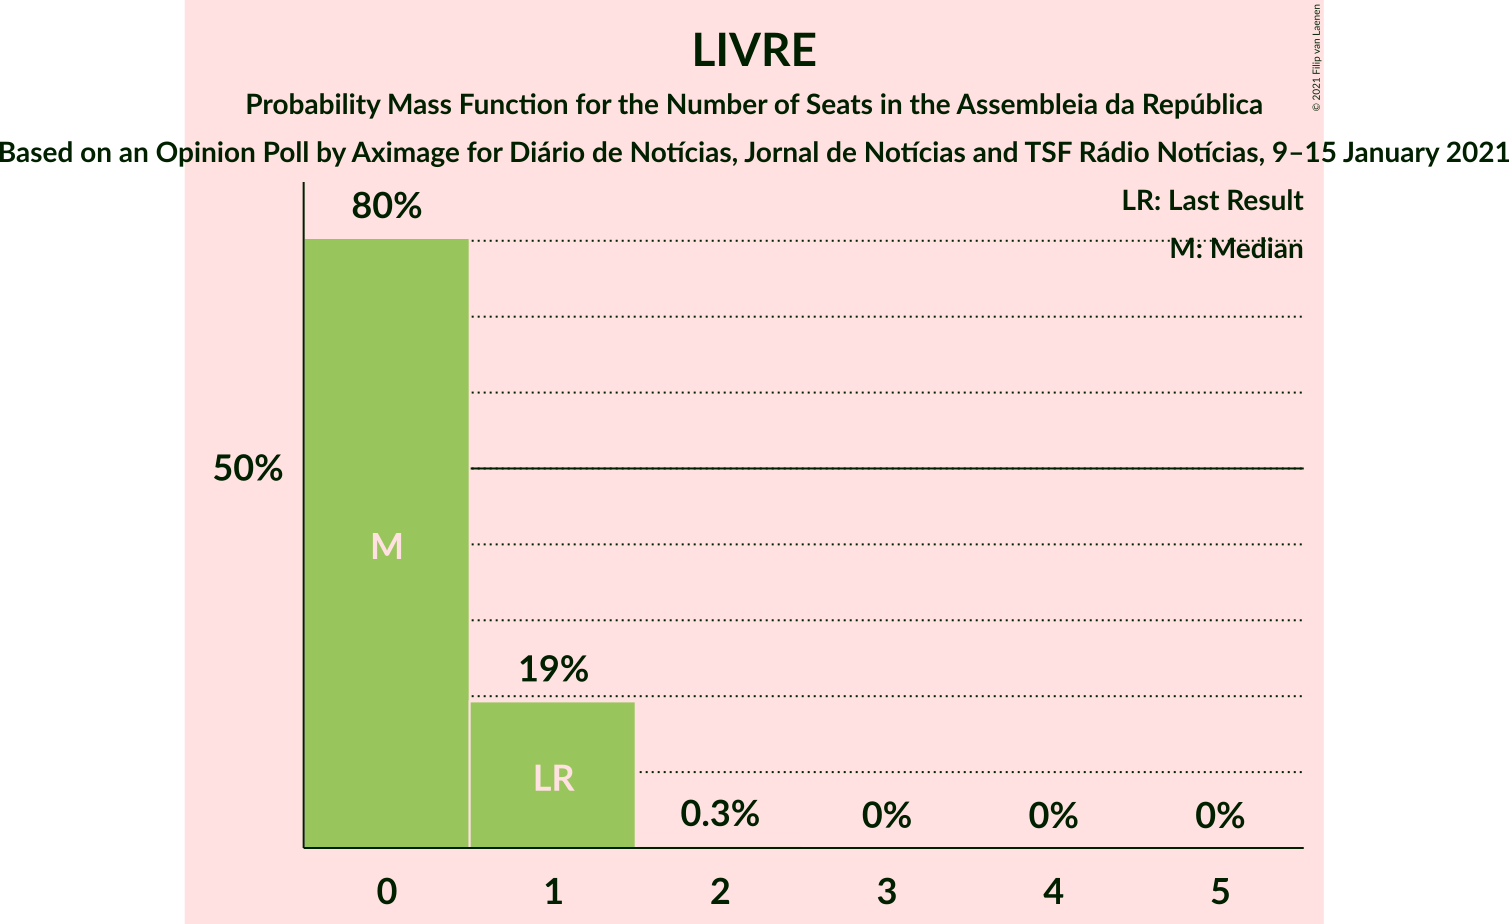 LIVRE
Probability Mass Function for the Number of Seats in the Assembleia da República
Based on an Opinion Poll by Aximage for Diário de Notícias, Jornal de Notícias and TSF Rádio Notícias, 9–15 January 2021
© 2021 Filip van Laenen
LR: Last Result
M: Median
80%
50%
M
19%
LR
0.3%
0%
0%
0%
0
1
2
3
4
5